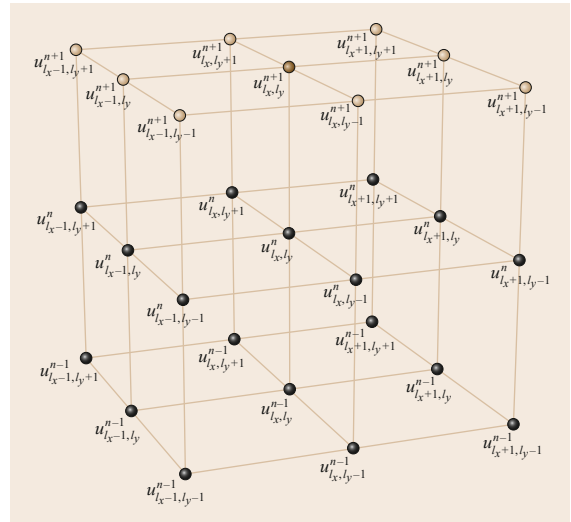 u^{n+1}_{l_x−1, l_y+1}
u^{n+1}_{l_x, l_y+1}
u^{n+1}_{l_x+1, l_y+1}
u^{n+1}_{l_x−1, l_y}
u^{n+1}_{l_x, l_y}
u^{n+1}_{l_x+1, l_y}
u^{n+1}_{l_x−1, l_y−1}
u^{n+1}_{l_x, l_y−1}
u^{n+1}_{l_x+1, l_y−1}
u^{n}_{l_x−1, l_y+1}
u^{n}_{l_x, l_y+1}
u^{n}_{l_x+1, l_y+1}
u^{n}_{l_x−1, l_y}
u^{n}_{l_x, l_y}
u^{n}_{l_x+1, l_y}
u^{n}_{l_x−1, l_y−1}
u^{n}_{l_x, l_y−1}
u^{n}_{l_x+1, l_y−1}
u^{n−1}_{l_x−1, l_y+1}
u^{n−1}_{l_x, l_y+1}
u^{n−1}_{l_x+1, l_y+1}
u^{n−1}_{l_x−1, l_y}
u^{n−1}_{l_x, l_y}
u^{n−1}_{l_x+1, l_y}
u^{n−1}_{l_x−1, l_y−1}
u^{n−1}_{l_x, l_y−1}
u^{n−1}_{l_x+1, l_y−1}